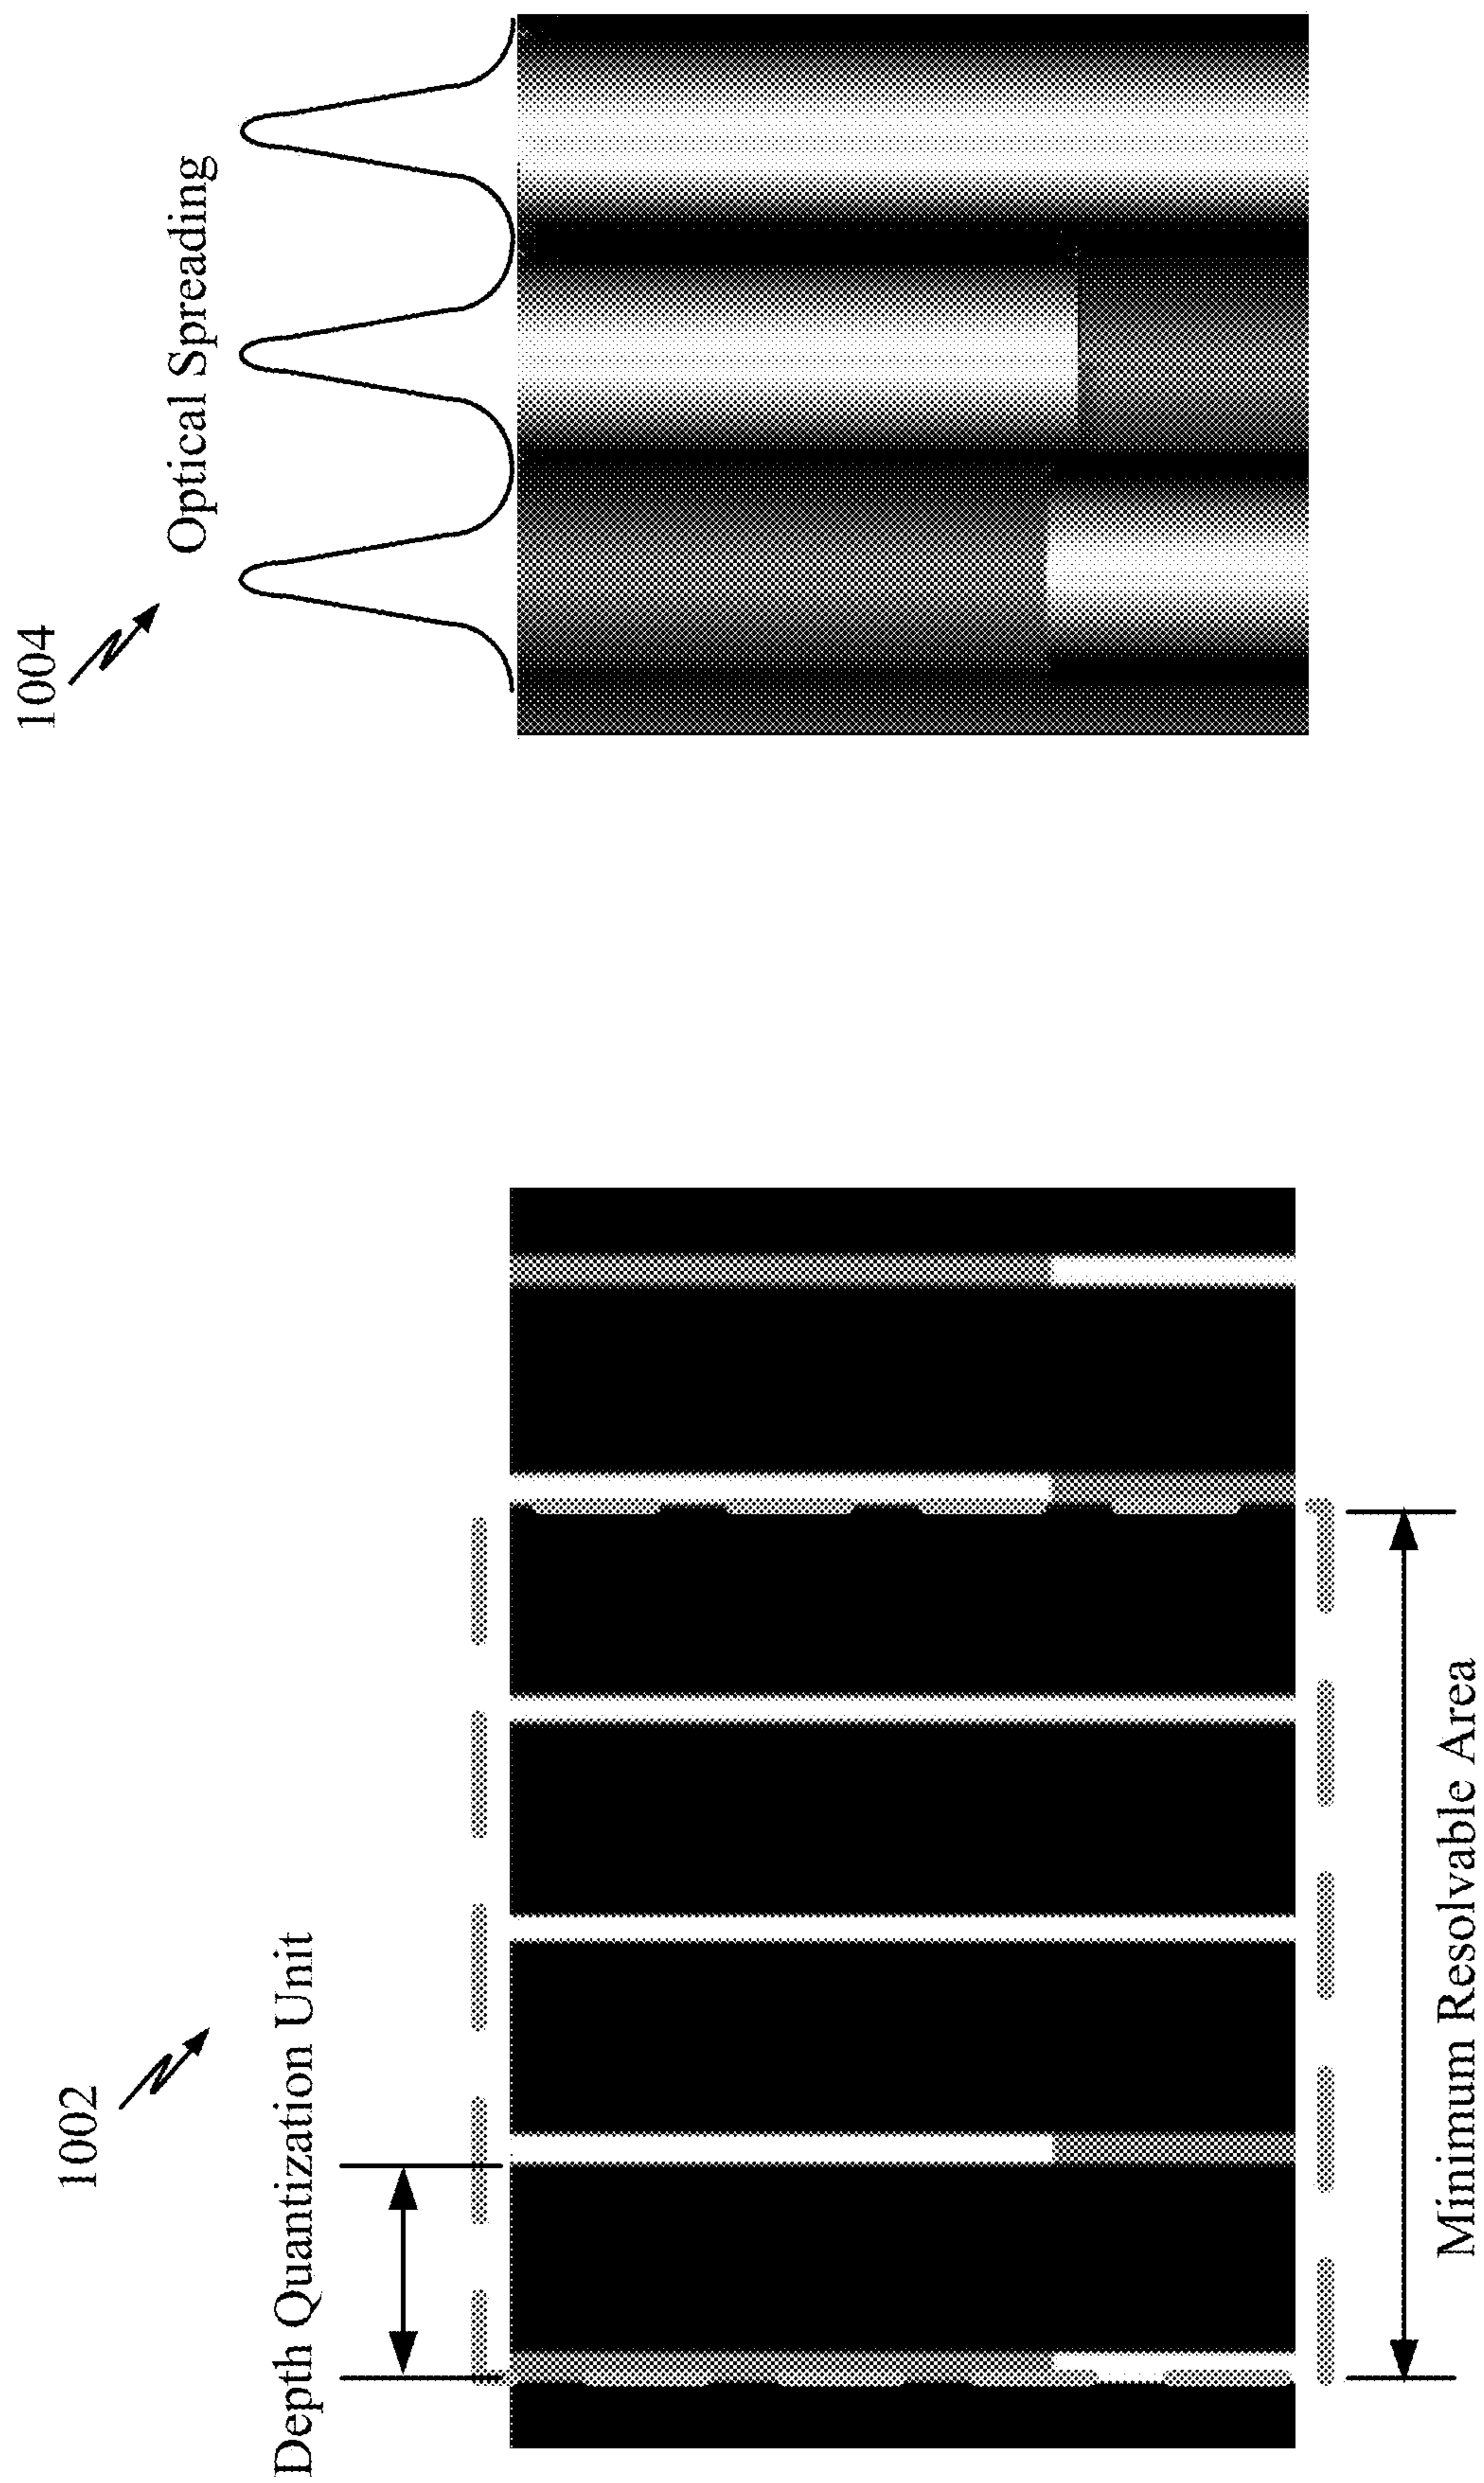 1002
Depth Quantization Unit
Minimum Resolvable Area
1004
Optical Spreading